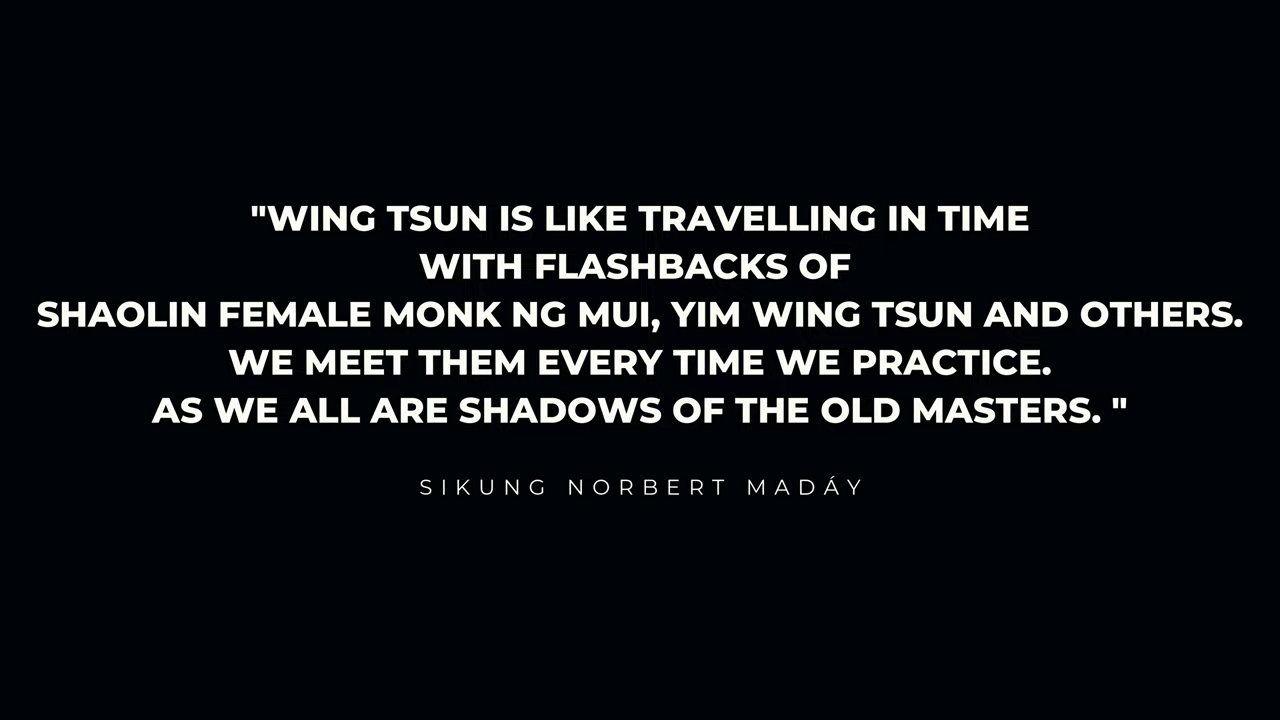 "WING TSUN IS LIKE TRAVELLING IN TIME
WITH FLASHBACKS OF
SHAOLIN FEMALE MONK NG MUI, YIM WING TSUN AND OTHERS.
WE MEET THEM EVERY TIME WE PRACTICE.
AS WE ALL ARE SHADOWS OF THE OLD MASTERS. "
SIKUNG NORBERT MADÁY